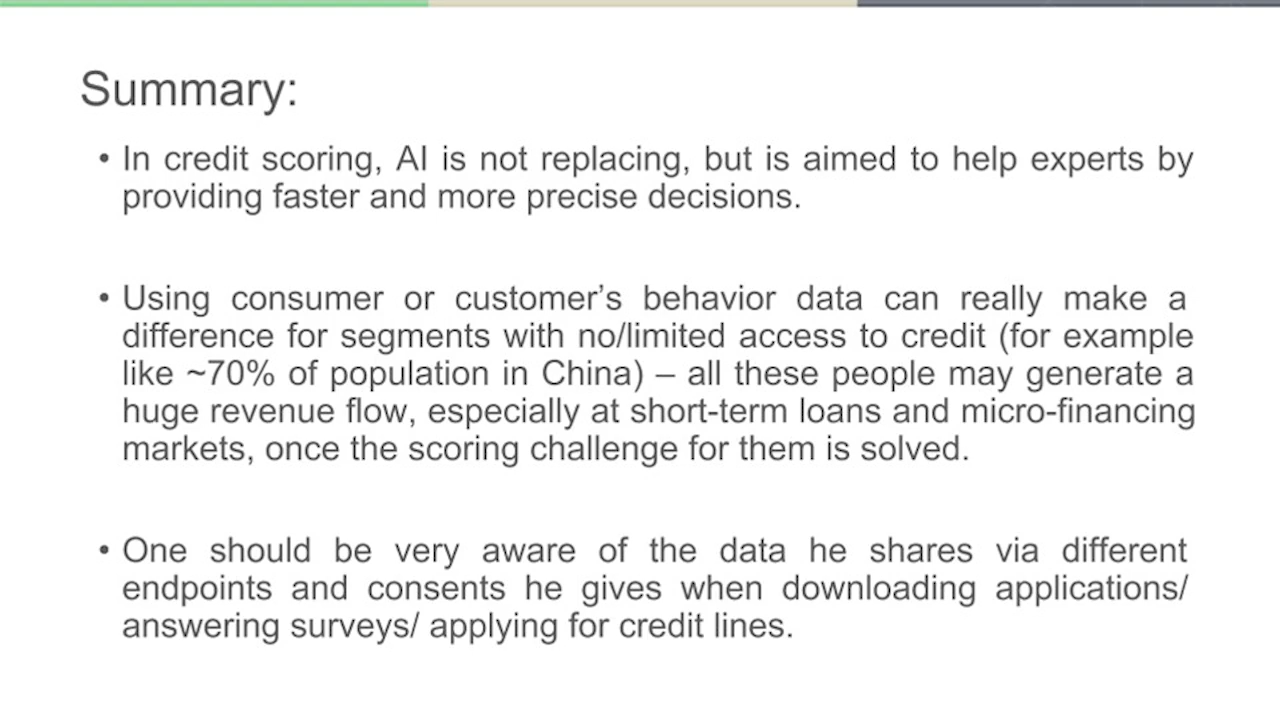 Summary:
• In credit scoring, AI is not replacing, but is aimed to help experts by
providing faster and more precise decisions.
• Using consumer or customer’s behavior data can really make a
difference for segments with no/limited access to credit (for example
like ~70% of population in China) – all these people may generate a
huge revenue flow, especially at short-term loans and micro-financing
markets, once the scoring challenge for them is solved.
• One should be very aware of the data he shares via different
endpoints and consents he gives when downloading applications/
answering surveys/ applying for credit lines.